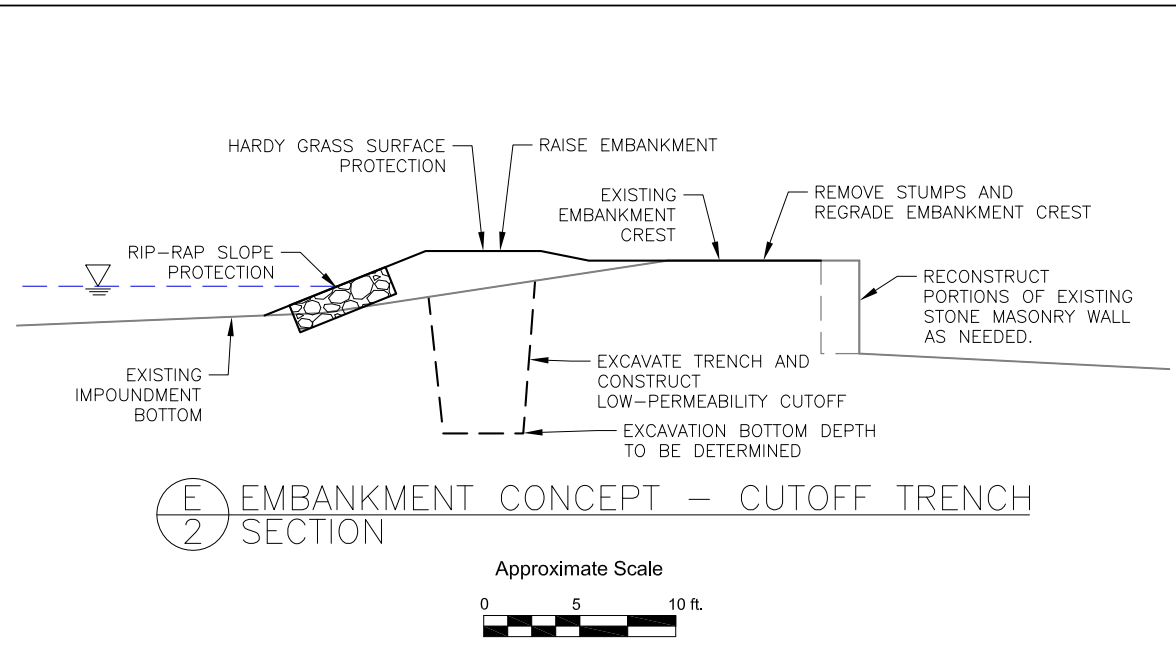 HARDY GRASS SURFACE
PROTECTION
RAISE EMBANKMENT
EXISTING
EMBANKMENT
CREST
REMOVE STUMPS AND
REGRADE EMBANKMENT CREST
RIP-RAP SLOPE
PROTECTION
RECONSTRUCT
PORTIONS OF EXISTING
STONE MASONRY WALL
AS NEEDED.
EXISTING
IMPOUNDMENT
BOTTOM
EXCAVATE TRENCH AND
CONSTRUCT
LOW-PERMEABILITY CUTOFF
EXCAVATION BOTTOM DEPTH
TO BE DETERMINED
E
2
EMBANKMENT CONCEPT - CUTOFF TRENCH
SECTION
Approximate Scale
0 5 10 ft.